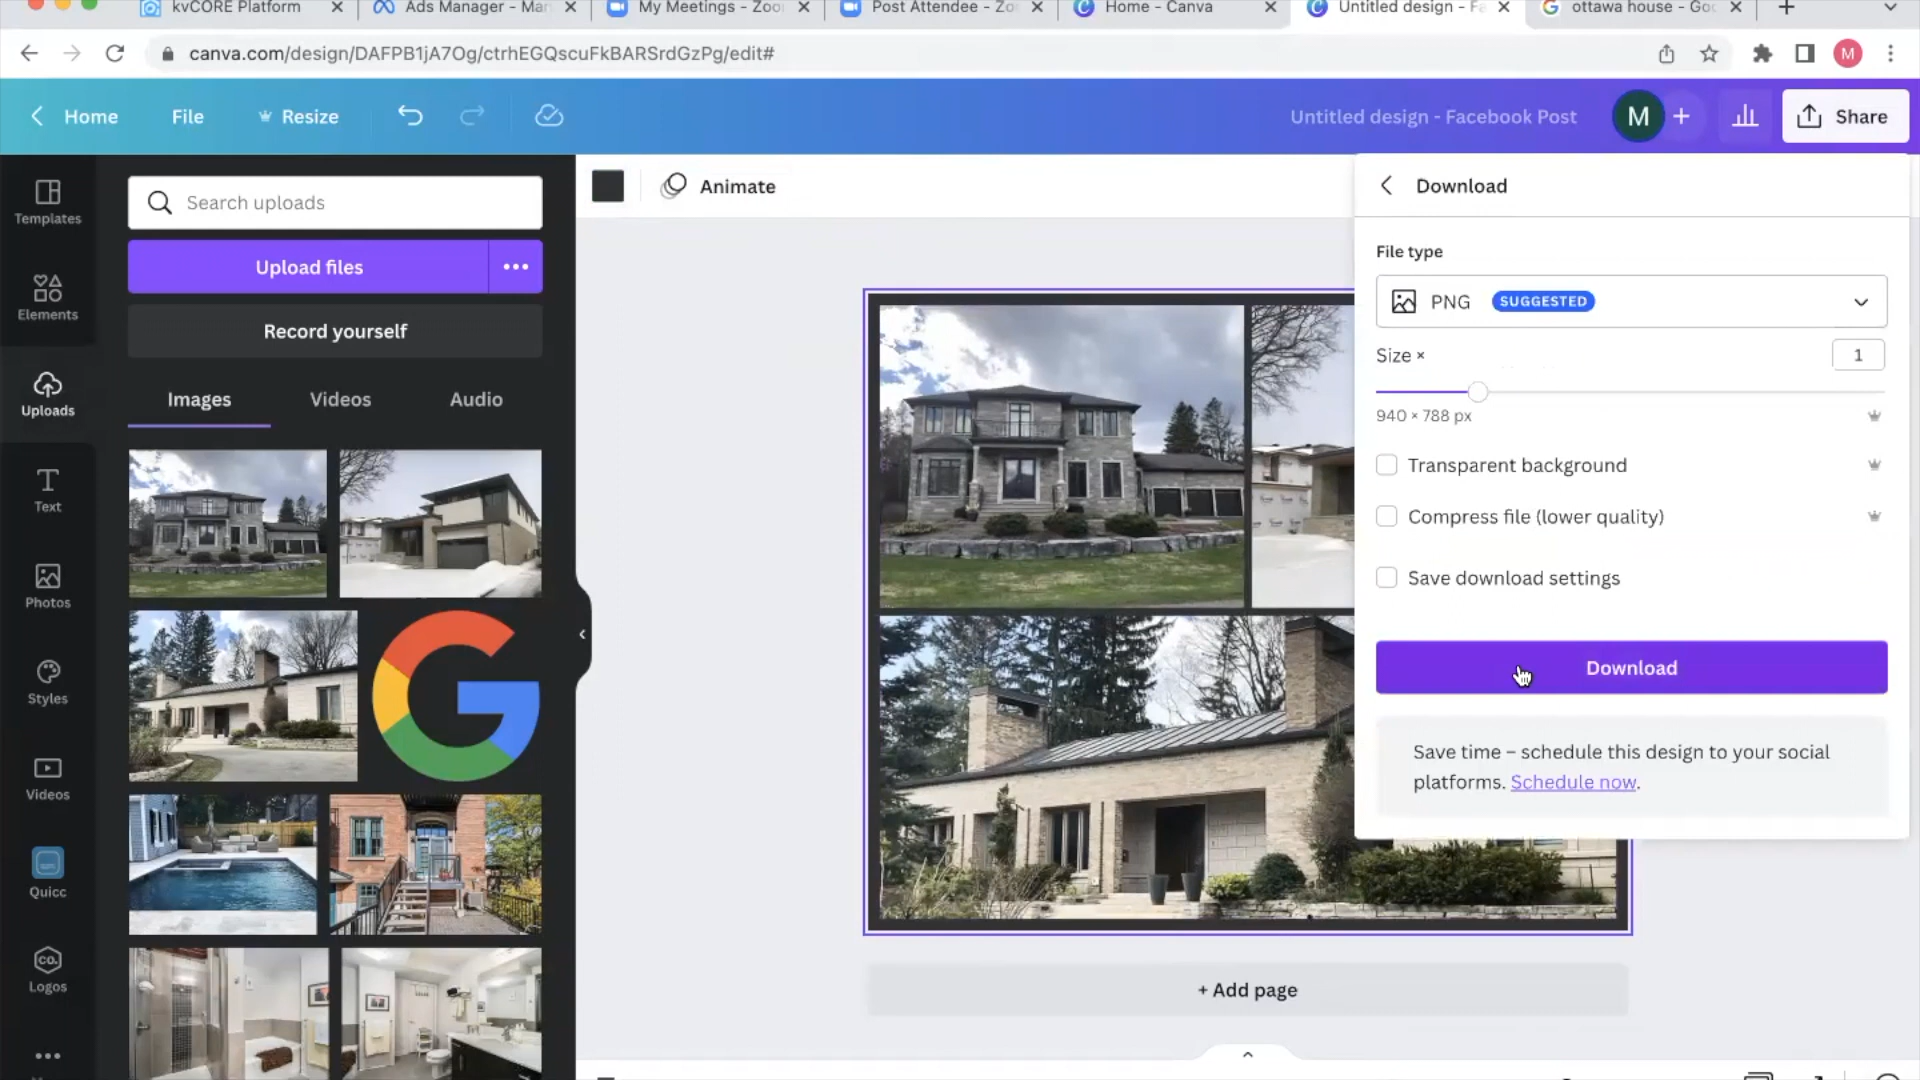 kvCORE Platform
Ads Manager - Man
My Meetings - Zoo
Post Attendee - Zo
Home - Canva
Untitled design - Fa
ottawa house - Goo
canva.com/design/DAFPB1jA7Og/ctrhEGQscuFkBARSrdGzPg/edit#
M
Home
File
Resize
Untitled design - Facebook Post
M
+
Share
Templates
Elements
Uploads
Text
Photos
Styles
Videos
Quicc
CO.
Logos
Search uploads
Upload files
Record yourself
Images
Videos
Audio
Animate
+ Add page
Download
File type
PNG
SUGGESTED
Size ×
1
940 × 788 px
Transparent background
Compress file (lower quality)
Save download settings
Download
Save time – schedule this design to your social
platforms. Schedule now.